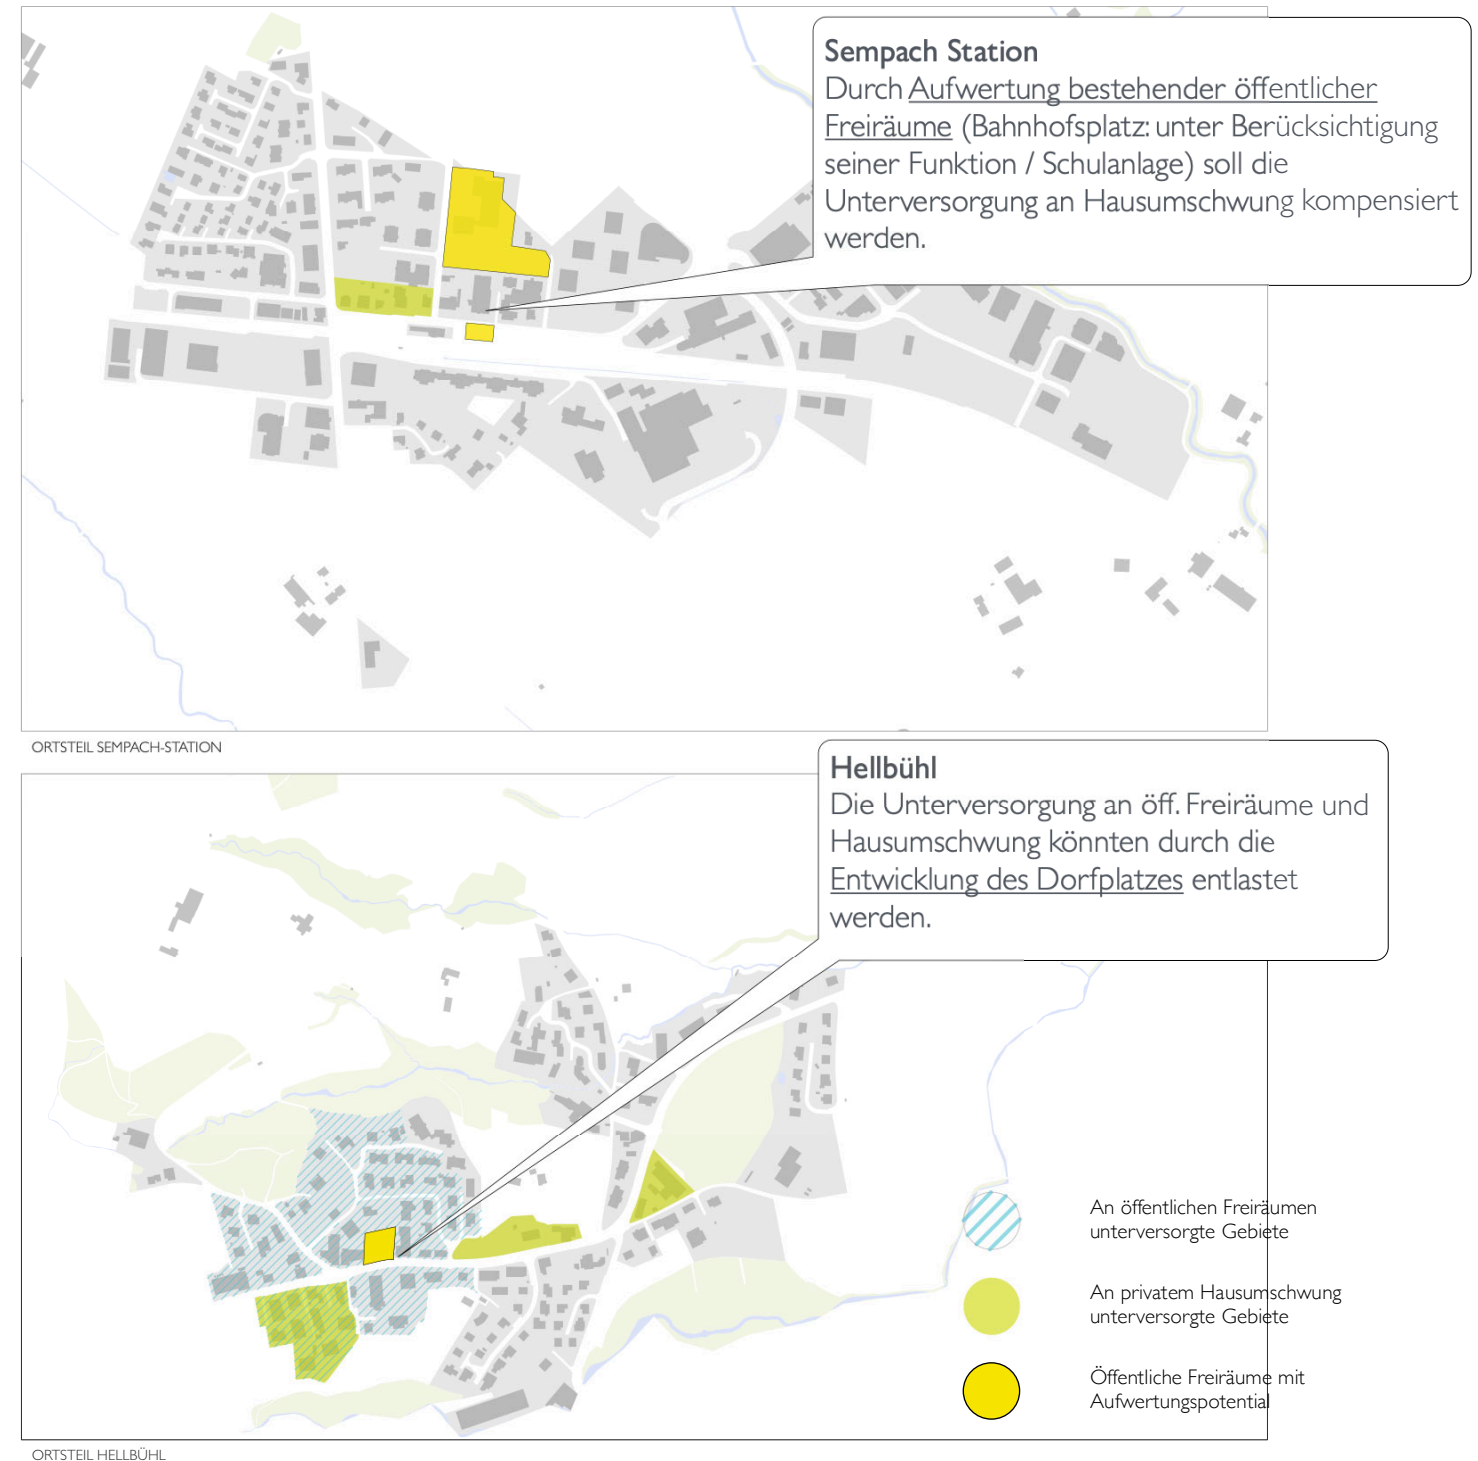 Sempach Station
Durch Aufwertung bestehender öffentlicher
Freiräume (Bahnhofsplatz: unter Berücksichtigung
seiner Funktion / Schulanlage) soll die
Unterversorgung an Hausumschwung kompensiert
werden.
ORTSTEIL SEMPACH-STATION
Hellbühl
Die Unterversorgung an öff. Freiräume und
Hausumschwung könnten durch die
Entwicklung des Dorfplatzes entlastet
werden.
An öffentlichen Freiräumen
unterversorgte Gebiete
An privatem Hausumschwung
unterversorgte Gebiete
Öffentliche Freiräume mit
Aufwertungspotential
ORTSTEIL HELLBÜHL